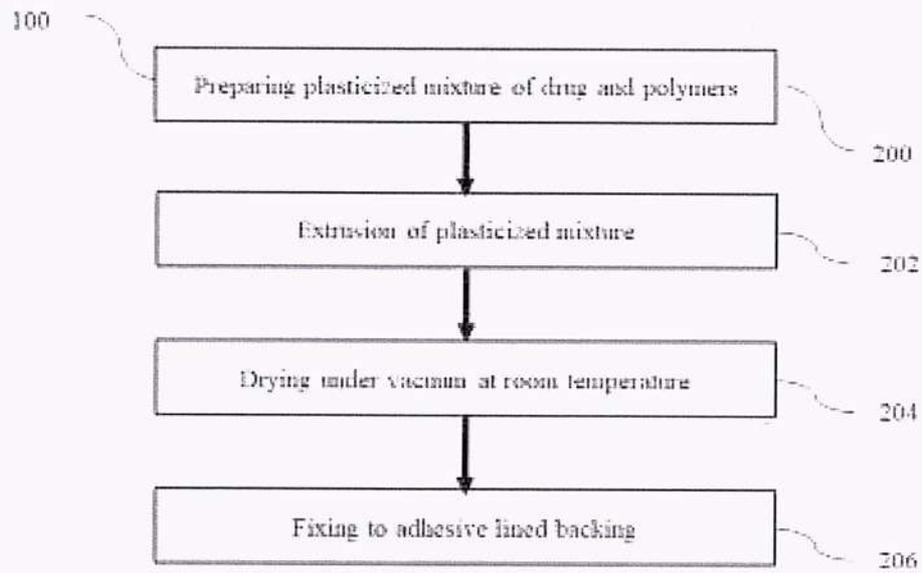 100
Preparing plasticized mixture of drug and polymers
200
Extrusion of plasticized mixture
202
Drying under vacuum at room temperature
204
Fixing to adhesive lined backing
206